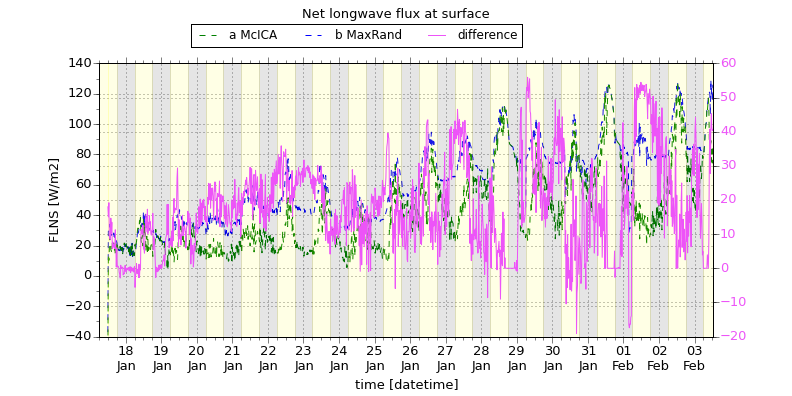 Net longwave flux at surface
a McICA b MaxRand difference
140 60
120 50
100 40
80 30
60 20
40 10
20 0
0 −10
−20 −20
−40
FLNS [W/m2]
18 19 20 21 22 23 24 25 26 27 28 29 30 31 01 02 03
Jan Jan Jan Jan Jan Jan Jan Jan Jan Jan Jan Jan Jan Jan Feb Feb Feb
time [datetime]